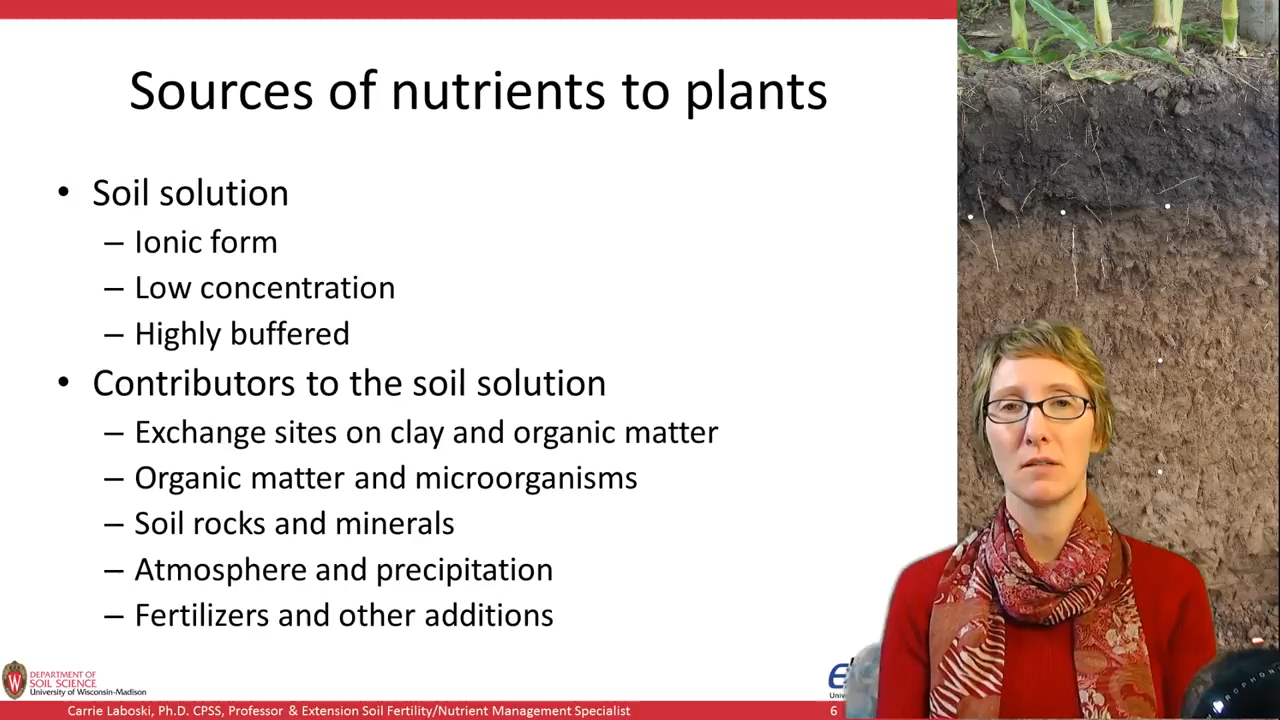 Sources of nutrients to plants
• Soil solution
– Ionic form
– Low concentration
– Highly buffered
• Contributors to the soil solution
– Exchange sites on clay and organic matter
– Organic matter and microorganisms
– Soil rocks and minerals
– Atmosphere and precipitation
– Fertilizers and other additions
W
DEPARTMENT OF
SOIL SCIENCE
University of Wisconsin-Madison
Carrie Laboski, Ph.D. CPSS, Professor & Extension Soil Fertility/Nutrient Management Specialist
6